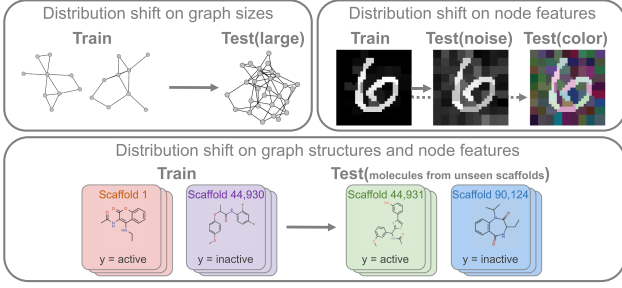 Distribution shift on graph sizes
Train
Test(large)
Distribution shift on node features
Train
Test(noise)
Test(color)
Distribution shift on graph structures and node features
Train
Test(molecules from unseen scaffolds)
Scaffold 1
y = active
Scaffold 44,930
y = inactive
Scaffold 44,931
y = active
Scaffold 90,124
y = inactive